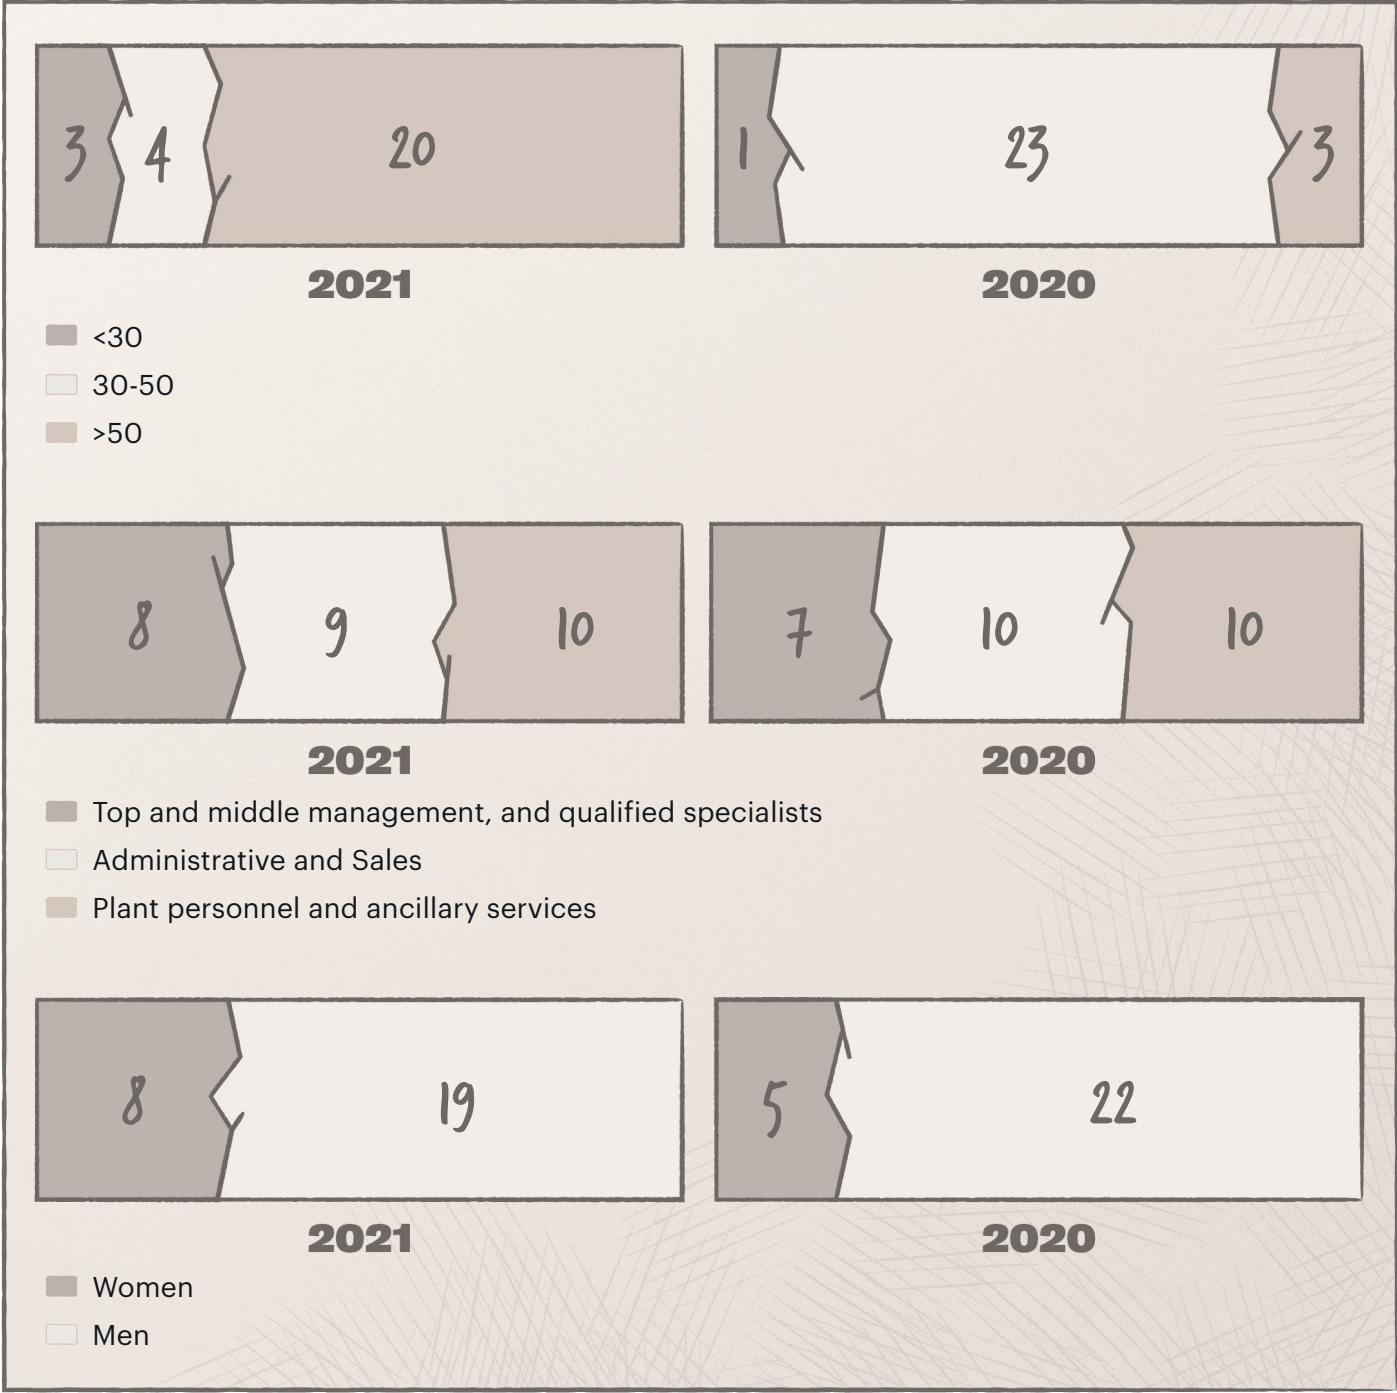 3 4 20 1 23 3
2021 2020
<30
30-50
>50
8 9 10 7 10 10
2021 2020
Top and middle management, and qualified specialists
Administrative and Sales
Plant personnel and ancillary services
8 19 5 22
2021 2020
Women
Men